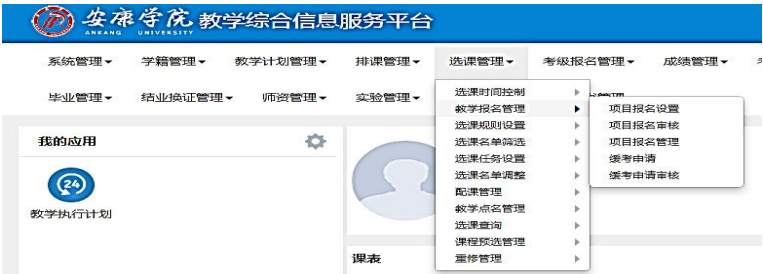 安康学院 教学综合信息服务平台
ANKANG UNIVERSITY
系统管理 学籍管理 教学计划管理 排课管理 选课管理 考级报名管理 成绩管理
毕业管理 结业换证管理 师资管理 实验管理
选课时间控制
教学报名管理
选课规则设置
选课名单筛选
选课任务设置
选课名单调整
配课管理
教学点名管理
选课查询
课程预选管理
重修管理
项目报名设置
项目报名审核
项目报名管理
缓考申请
缓考申请审核
我的应用
24
教学执行计划
课表